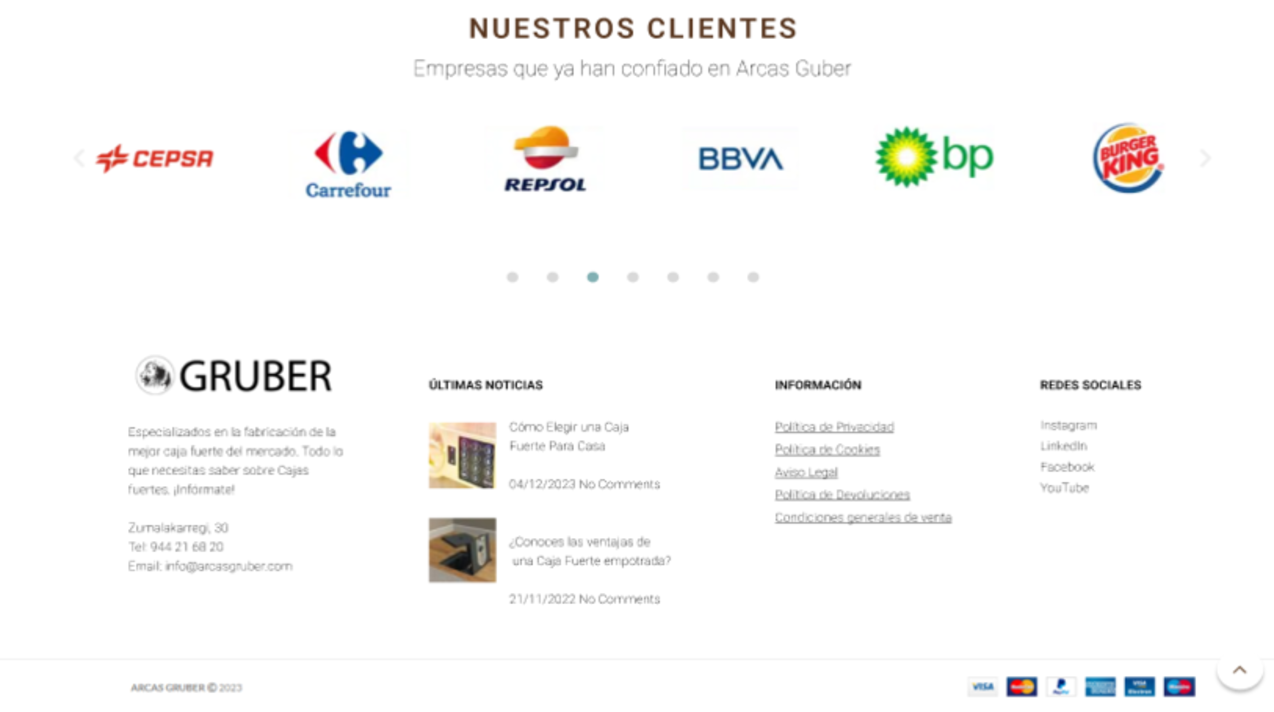 NUESTROS CLIENTES
Empresas que ya han confiado en Arcas Guber
CEPSA
Carrefour
REPSOL
BBVA
bp
BURGER
KING
GRUBER
Especializados en la fabricación de la
mejor caja fuerte del mercado. Todo lo
que necesitas saber sobre Cajas
fuertes. ¡Infórmate!
Zumalakarregi, 30
Tel: 944 21 68 20
Email: info@arcasgruber.com
ÚLTIMAS NOTICIAS
Cómo Elegir una Caja
Fuerte Para Casa
04/12/2023 No Comments
¿Conoces las ventajas de
una Caja Fuerte empotrada?
21/11/2022 No Comments
INFORMACIÓN
Política de Privacidad
Política de Cookies
Aviso Legal
Política de Devoluciones
Condiciones generales de venta
REDES SOCIALES
Instagram
LinkedIn
Facebook
YouTube
ARCAS GRUBER © 2023
VISA
MasterCard
PayPal
VISA
Electron